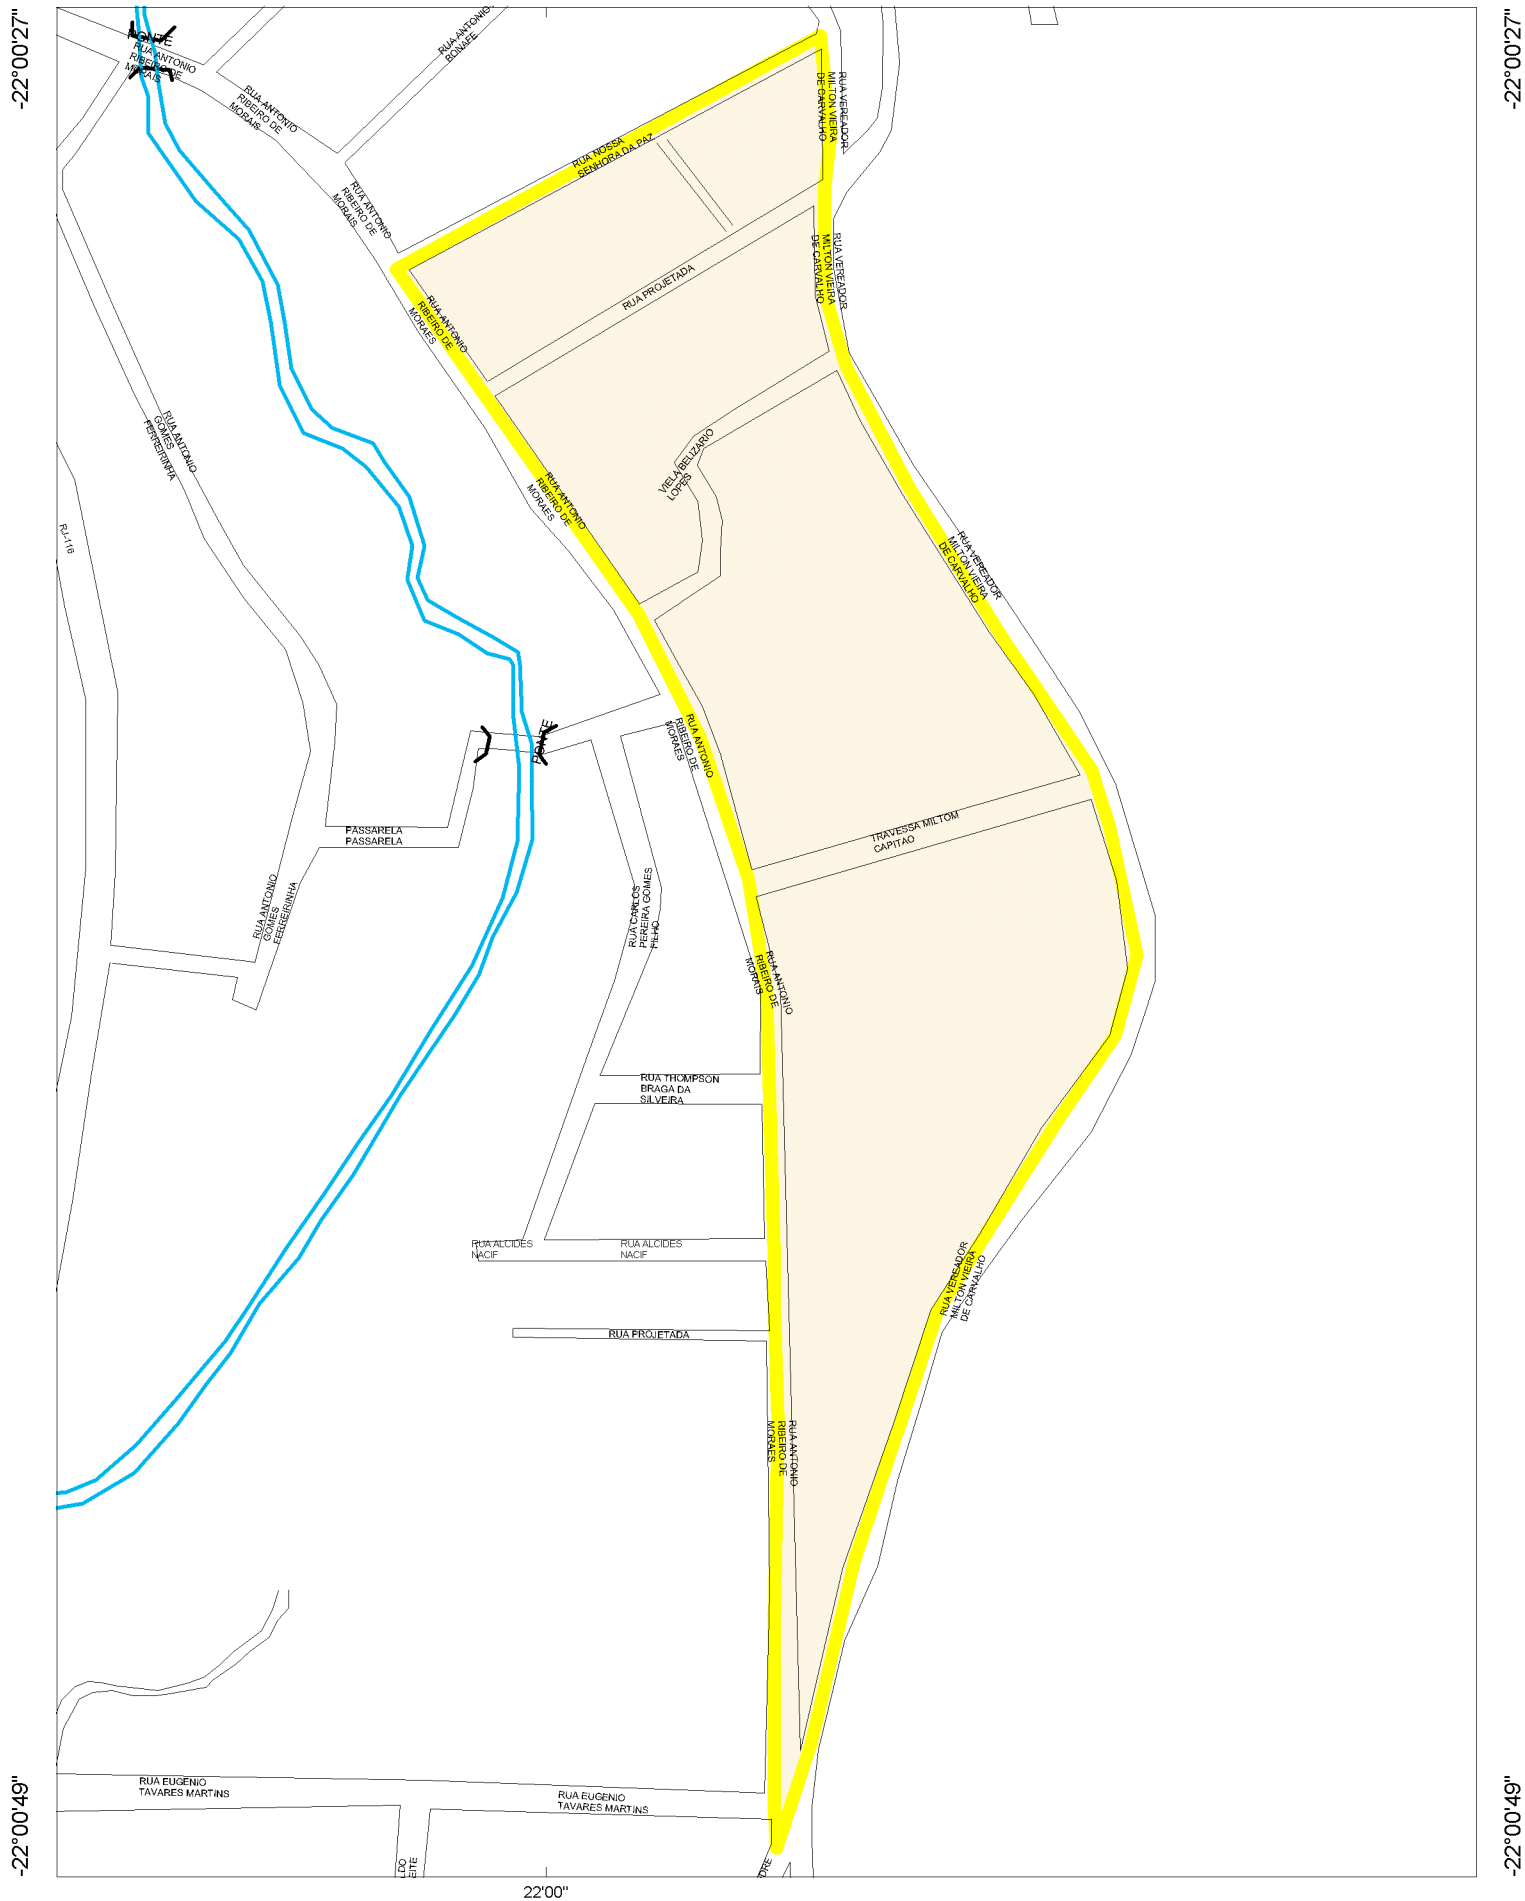 -22°00'27"
-22°00'27"
PONTE
RUA ANTONIO
RIBEIRO DE
MORAIS
RUA ANTONIO
RIBEIRO DE
MORAIS
RUA ANTONIO
BONAFE
RUA NOSSA
SENHORA DA PAZ
RUA VEREADOR
MILTON VIEIRA
DE CARVALHO
RUA ANTONIO
RIBEIRO DE
MORAIS
RUA VEREADOR
MILTON VIEIRA
DE CARVALHO
RUA PROJETADA
RUA ANTONIO
RIBEIRO DE
MORAES
RUA ANTONIO
GOMES
FERREIRINHA
VIELA BELIZARIO
LOPES
RUA ANTONIO
RIBEIRO DE
MORAES
RJ-116
RUA VEREADOR
MILTON VIEIRA
DE CARVALHO
PONTE
RUA ANTONIO
RIBEIRO DE
MORAES
PASSARELA
PASSARELA
TRAVESSA MILTOM
CAPITAO
RUA ANTONIO
GOMES
FERREIRINHA
RUA CARLOS
PEREIRA GOMES
FILHO
RUA ANTONIO
RIBEIRO DE
MORAIS
RUA THOMPSON
BRAGA DA
SILVEIRA
RUA ALCIDES
NACIF
RUA ALCIDES
NACIF
RUA VEREADOR
MILTON VIEIRA
DE CARVALHO
RUA PROJETADA
RUA ANTONIO
RIBEIRO DE
MORAES
RUA EUGENIO
TAVARES MARTINS
RUA EUGENIO
TAVARES MARTINS
LDO
EITE
DRE
-22°00'49"
-22°00'49"
22'00"